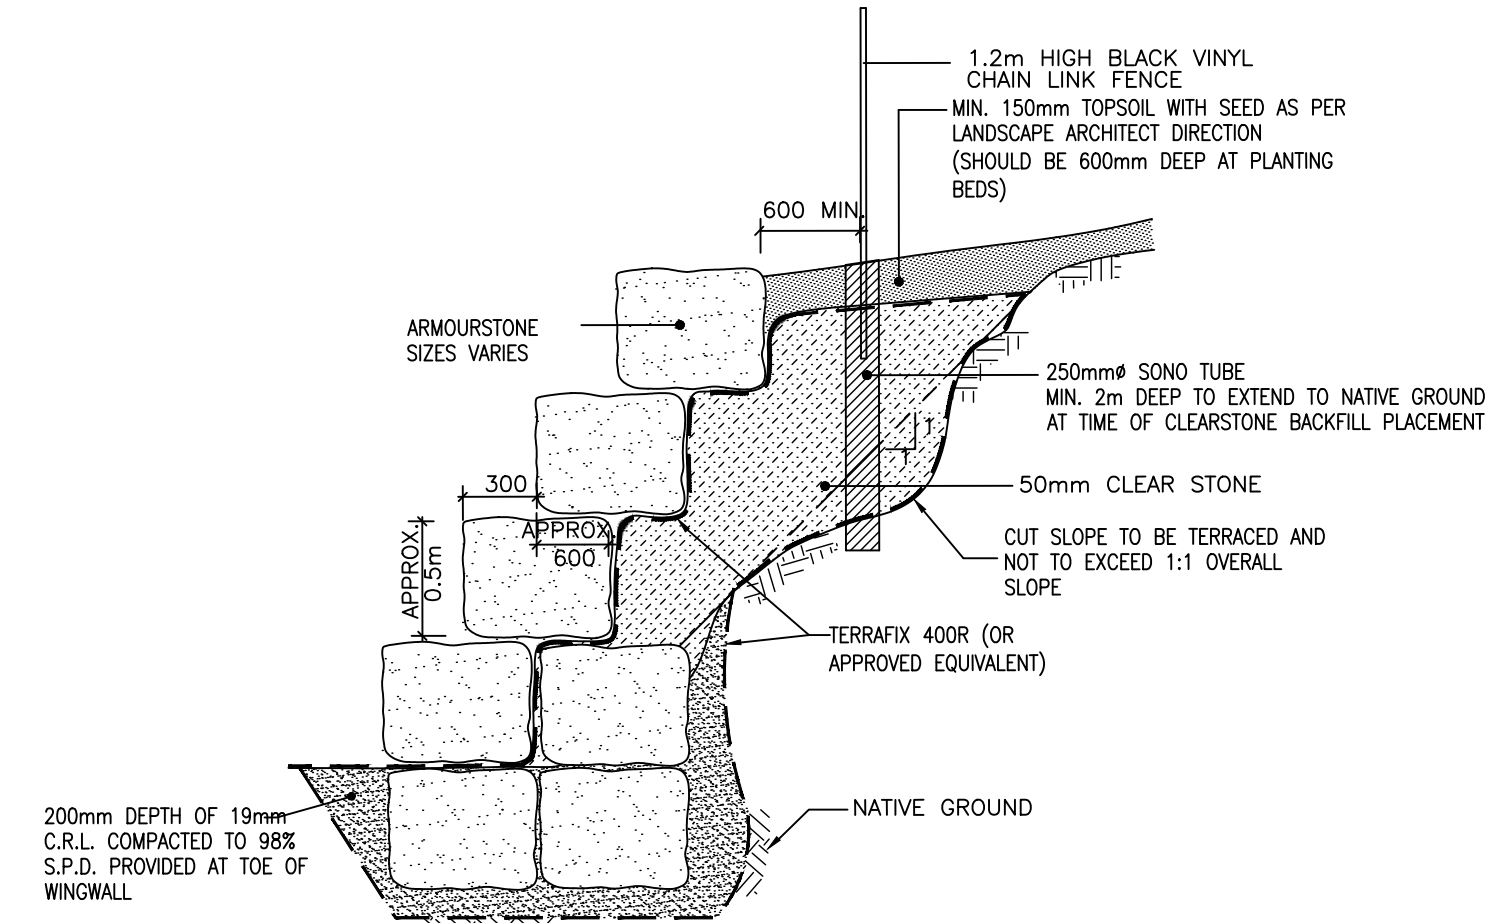 1.2m HIGH BLACK VINYL
CHAIN LINK FENCE
MIN. 150mm TOPSOIL WITH SEED AS PER
LANDSCAPE ARCHITECT DIRECTION
(SHOULD BE 600mm DEEP AT PLANTING
BEDS)
600 MIN.
ARMOURSTONE
SIZES VARIES
250mmø SONO TUBE
MIN. 2m DEEP TO EXTEND TO NATIVE GROUND
AT TIME OF CLEARSTONE BACKFILL PLACEMENT
1
1
300
50mm CLEAR STONE
APPROX.
600
APPROX.
0.5m
CUT SLOPE TO BE TERRACED AND
NOT TO EXCEED 1:1 OVERALL
SLOPE
TERRAFIX 400R (OR
APPROVED EQUIVALENT)
NATIVE GROUND
200mm DEPTH OF 19mm
C.R.L. COMPACTED TO 98%
S.P.D. PROVIDED AT TOE OF
WINGWALL